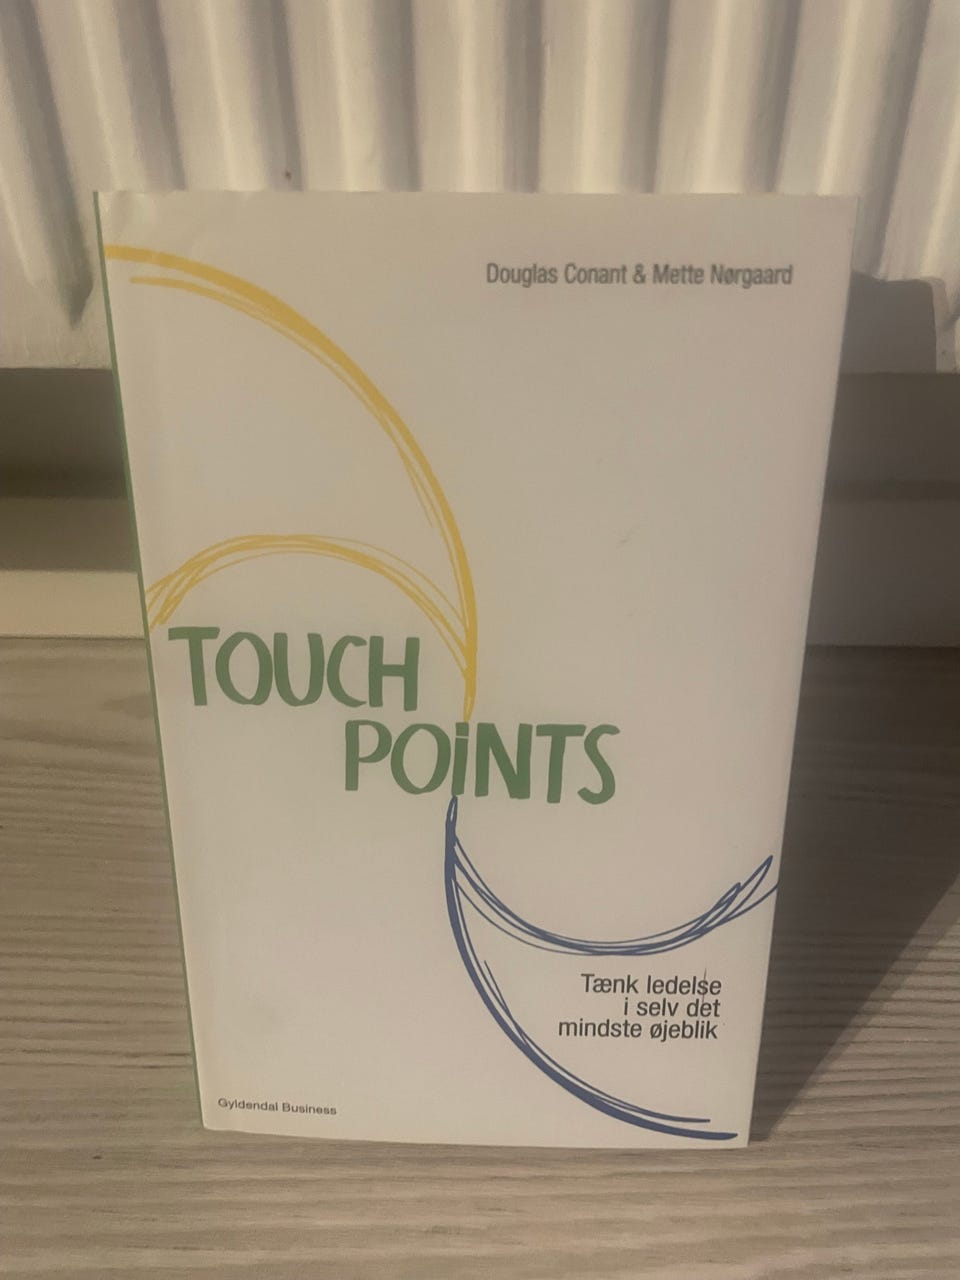 Douglas Conant & Mette Nørgaard
TOUCH
POiNTS
Tænk ledelse
i selv det
mindste øjeblik
Gyldendal Business